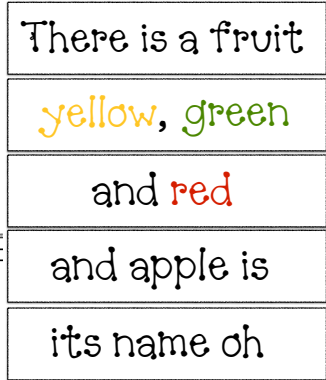 There is a fruit
yellow, green
and red
and apple is
its name oh